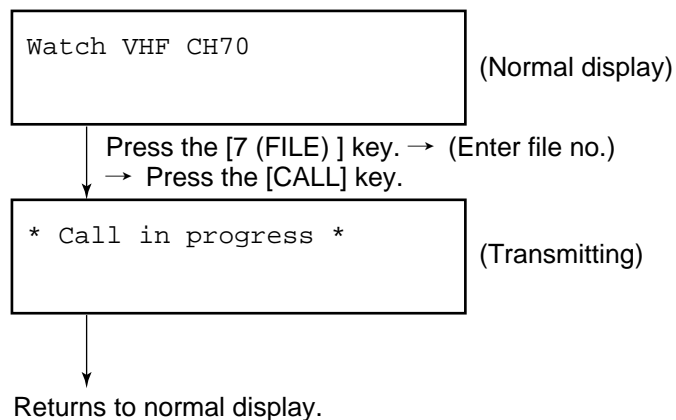 Watch VHF CH70
(Normal display)
Press the [7 (FILE) ] key. → (Enter file no.)
→ Press the [CALL] key.
* Call in progress *
(Transmitting)
Returns to normal display.